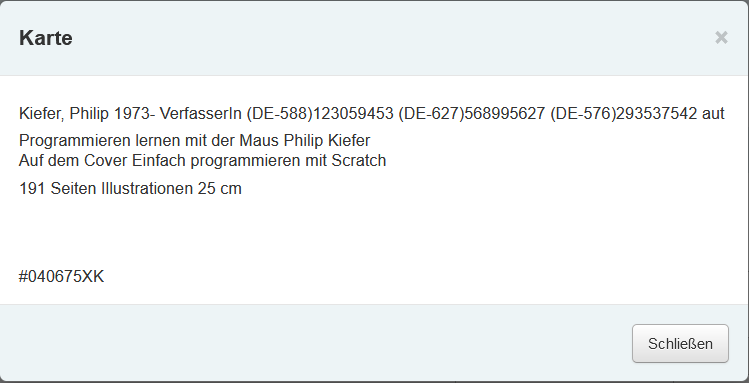 Karte
×
Kiefer, Philip 1973- VerfasserIn (DE-588)123059453 (DE-627)568995627 (DE-576)293537542 aut
Programmieren lernen mit der Maus Philip Kiefer
Auf dem Cover Einfach programmieren mit Scratch
191 Seiten Illustrationen 25 cm
#040675XK
Schließen